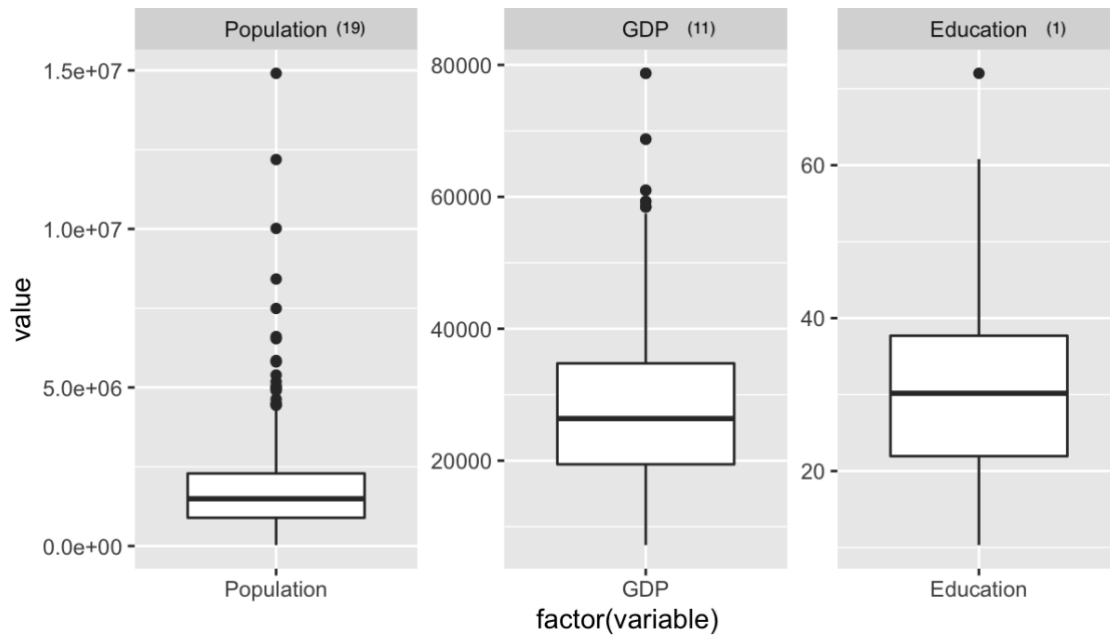 Population (19)
GDP (11)
Education (1)
value
1.5e+07
1.0e+07
5.0e+06
0.0e+00
80000
60000
40000
20000
60
40
20
Population
GDP
Education
factor(variable)